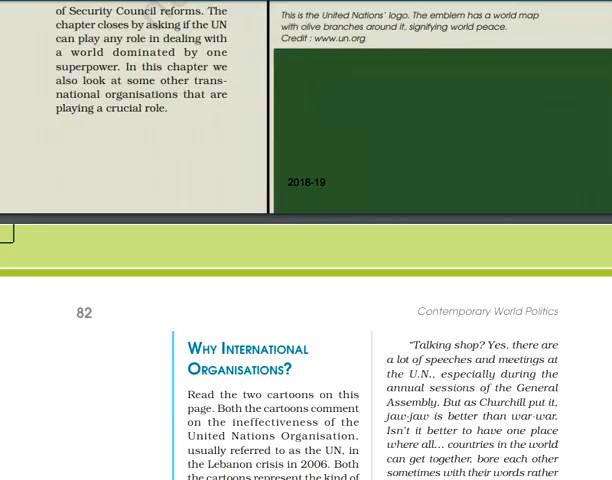 of Security Council reforms. The
chapter closes by asking if the UN
can play any role in dealing with
a world dominated by one
superpower. In this chapter we
also look at some other trans-
national organisations that are
playing a crucial role.
This is the United Nations' logo. The emblem has a world map
with olive branches around it, signifying world peace.
Credit : www.un.org
2018-19
82
Contemporary World Politics
WHY INTERNATIONAL
ORGANISATIONS?
Read the two cartoons on this
page. Both the cartoons comment
on the ineffectiveness of the
United Nations Organisation,
usually referred to as the UN, in
the Lebanon crisis in 2006. Both
the cartoons represent the kind of
"Talking shop? Yes, there are
a lot of speeches and meetings at
the U.N., especially during the
annual sessions of the General
Assembly. But as Churchill put it,
jaw-jaw is better than war-war.
Isn't it better to have one place
where all... countries in the world
can get together, bore each other
sometimes with their words rather